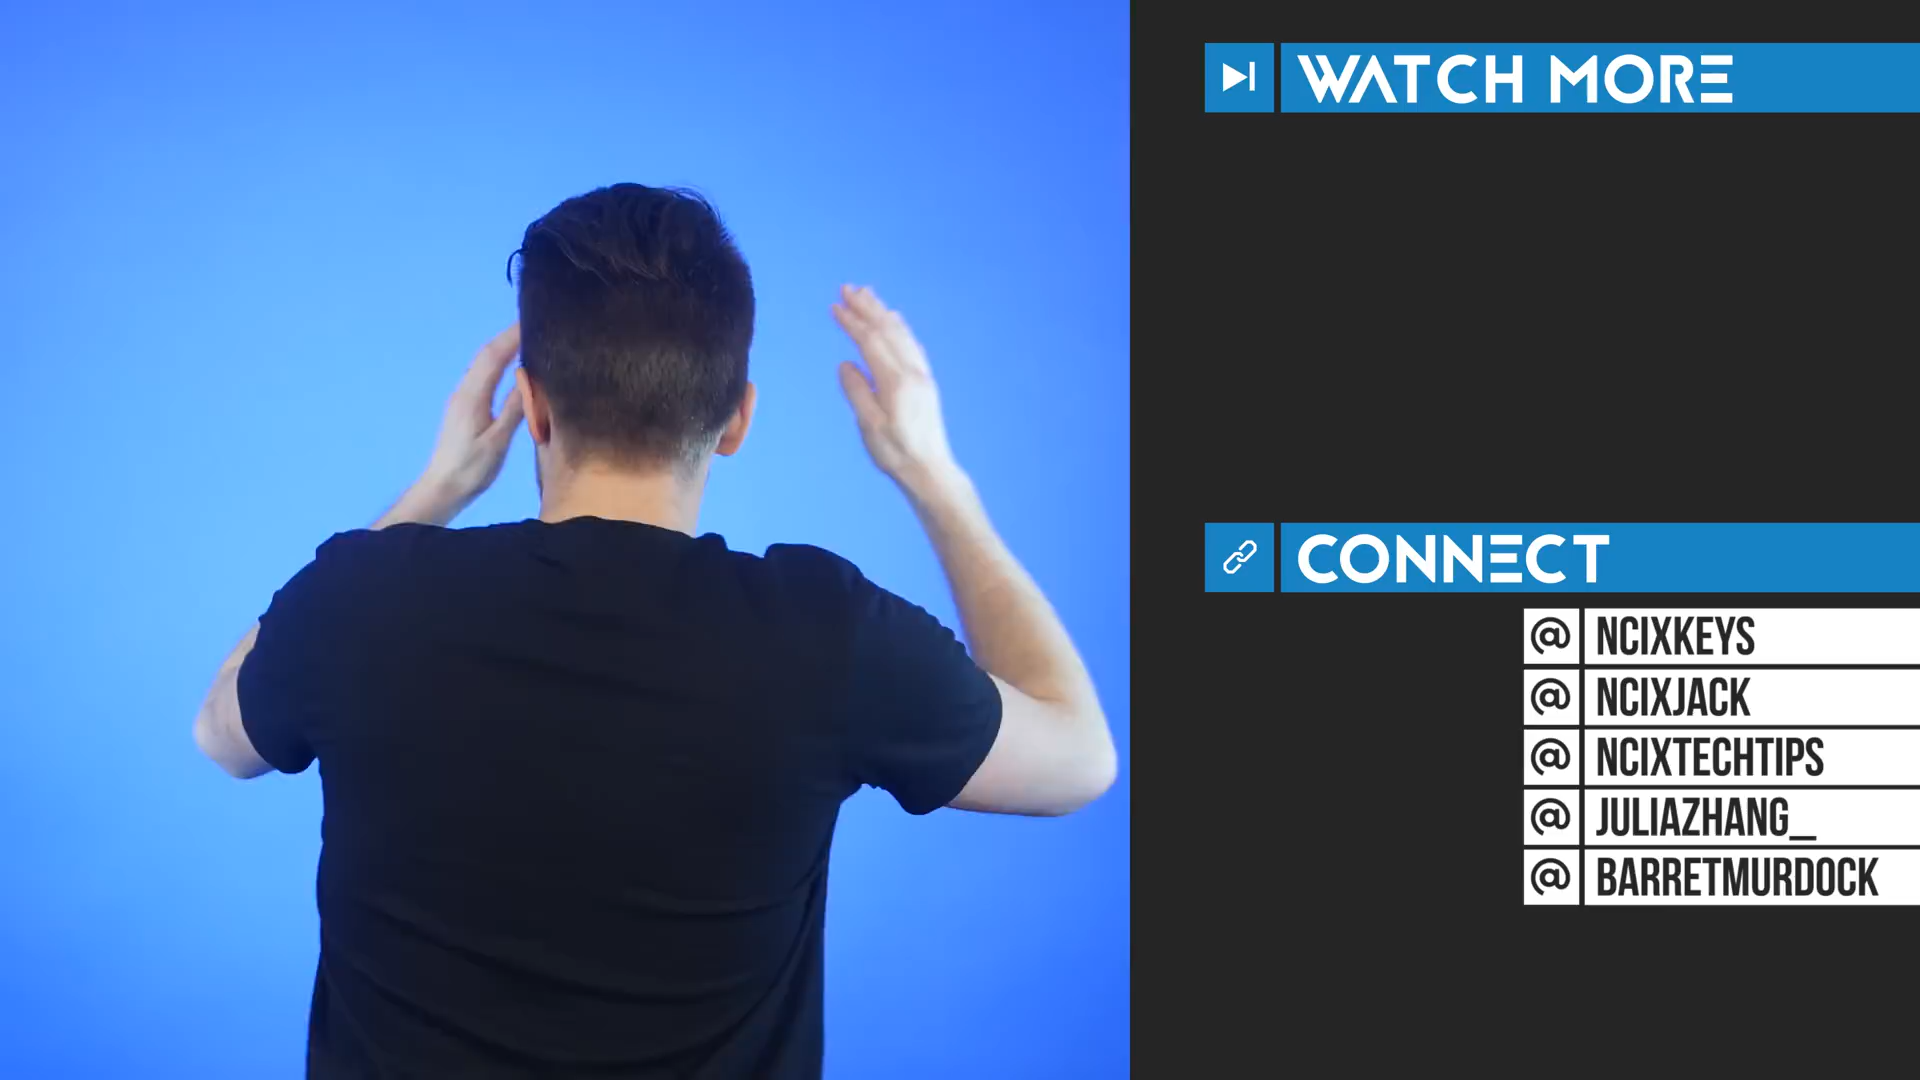 WATCH MORE
CONNECT
@ NCIXKEYS
@ NCIXJACK
@ NCIXTECHTIPS
@ JULIAZHANG_
@ BARRETMURDOCK